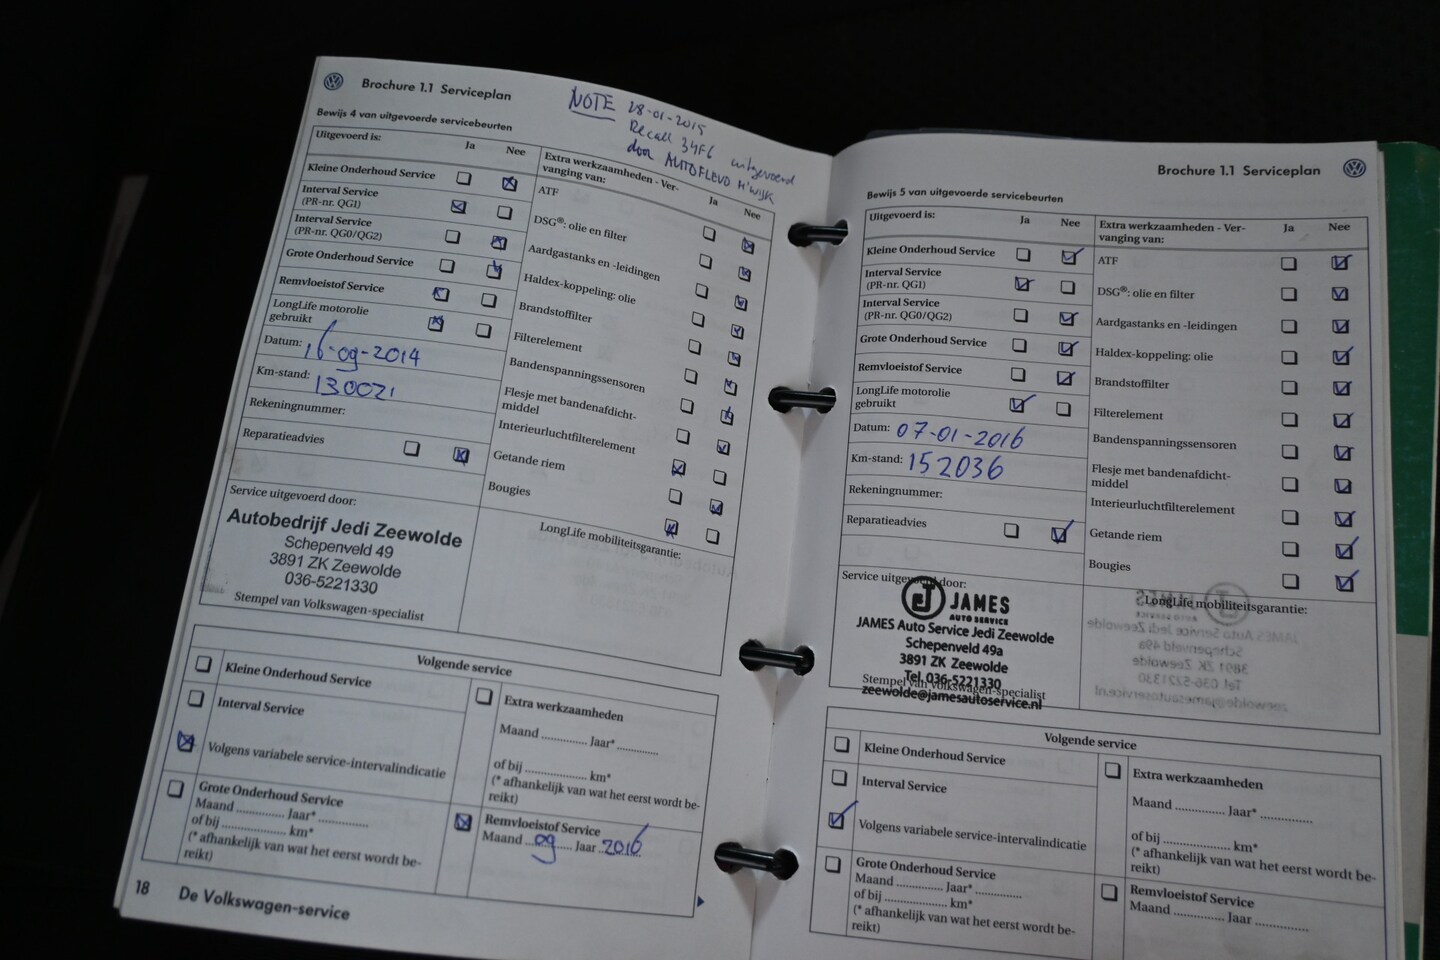 Brochure 1.1 Serviceplan
NOTE 28-01-2015
Recall 34F6 uitgevoerd
door AUTOFLEVO H'wijk
Bewijs 4 van uitgevoerde servicebeurten
Uitgevoerd is:
Ja
Nee
Kleine Onderhoud Service
Interval Service
(PR-nr. QG1)
Interval Service
(PR-nr. QG0/QG2)
Grote Onderhoud Service
Remvloeistof Service
LongLife motorolie
gebruikt
Datum: 16-09-2014
Km-stand: 130021
Rekeningnummer:
Reparatieadvies
Extra werkzaamheden - Ver-
vanging van:
Ja
Nee
ATF
DSG®: olie en filter
Aardgastanks en -leidingen
Haldex-koppeling: olie
Brandstoffilter
Filterelement
Bandenspanningssensoren
Flesje met bandenafdicht-
middel
Interieurluchtfilterelement
Getande riem
Bougies
Service uitgevoerd door:
Autobedrijf Jedi Zeewolde
Schepenveld 49
3891 ZK Zeewolde
036-5221330
Stempel van Volkswagen-specialist
LongLife mobiliteitsgarantie:
Volgende service
Kleine Onderhoud Service
Interval Service
Volgens variabele service-intervalindicatie
Grote Onderhoud Service
Maand .............. Jaar* ..............
of bij .................. km*
(* afhankelijk van wat het eerst wordt be-
reikt)
Extra werkzaamheden
Maand ............. Jaar* ............
of bij .................. km*
(* afhankelijk van wat het eerst wordt be-
reikt)
Remvloeistof Service
Maand 09 Jaar 2016
18 De Volkswagen-service
Brochure 1.1 Serviceplan
Bewijs 5 van uitgevoerde servicebeurten
Uitgevoerd is:
Ja
Nee
Kleine Onderhoud Service
Interval Service
(PR-nr. QG1)
Interval Service
(PR-nr. QG0/QG2)
Grote Onderhoud Service
Remvloeistof Service
LongLife motorolie
gebruikt
Datum: 07-01-2016
Km-stand: 152036
Rekeningnummer:
Reparatieadvies
Extra werkzaamheden - Ver-
vanging van:
Ja
Nee
ATF
DSG®: olie en filter
Aardgastanks en -leidingen
Haldex-koppeling: olie
Brandstoffilter
Filterelement
Bandenspanningssensoren
Flesje met bandenafdicht-
middel
Interieurluchtfilterelement
Getande riem
Bougies
Service uitgevoerd door:
JAMES
AUTO SERVICE
JAMES Auto Service Jedi Zeewolde
Schepenveld 49a
3891 ZK Zeewolde
Tel. 036-5221330
Stempel van Volkswagen-specialist
zeewolde@jamesautoservice.nl
LongLife mobiliteitsgarantie:
Volgende service
Kleine Onderhoud Service
Interval Service
Volgens variabele service-intervalindicatie
Grote Onderhoud Service
Maand ............. Jaar* ............
of bij .................. km*
(* afhankelijk van wat het eerst wordt be-
reikt)
Extra werkzaamheden
Maand ............. Jaar* ..............
of bij .................. km*
(* afhankelijk van wat het eerst wordt be-
reikt)
Remvloeistof Service
Maand .............. Jaar ..............